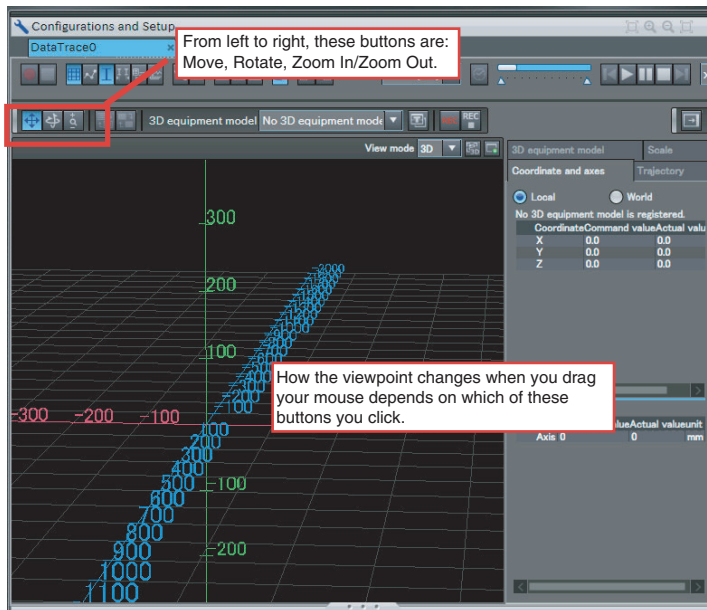 Configurations and Setup
DataTrace0
From left to right, these buttons are:
Move, Rotate, Zoom In/Zoom Out.
3D equipment model No 3D equipment mode
REC
View mode 3D
3D equipment model Scale
Coordinate and axes Trajectory
Local World
No 3D equipment model is registered.
Coordinate Command value Actual valu
X 0.0 0.0
Y 0.0 0.0
Z 0.0 0.0
300
200
100
How the viewpoint changes when you drag
your mouse depends on which of these
buttons you click.
-300 -200 -100
-100
-200
100
200
400
500
600
700
800
900
1000
1100
lueActual valueunit
Axis 0 0 mm